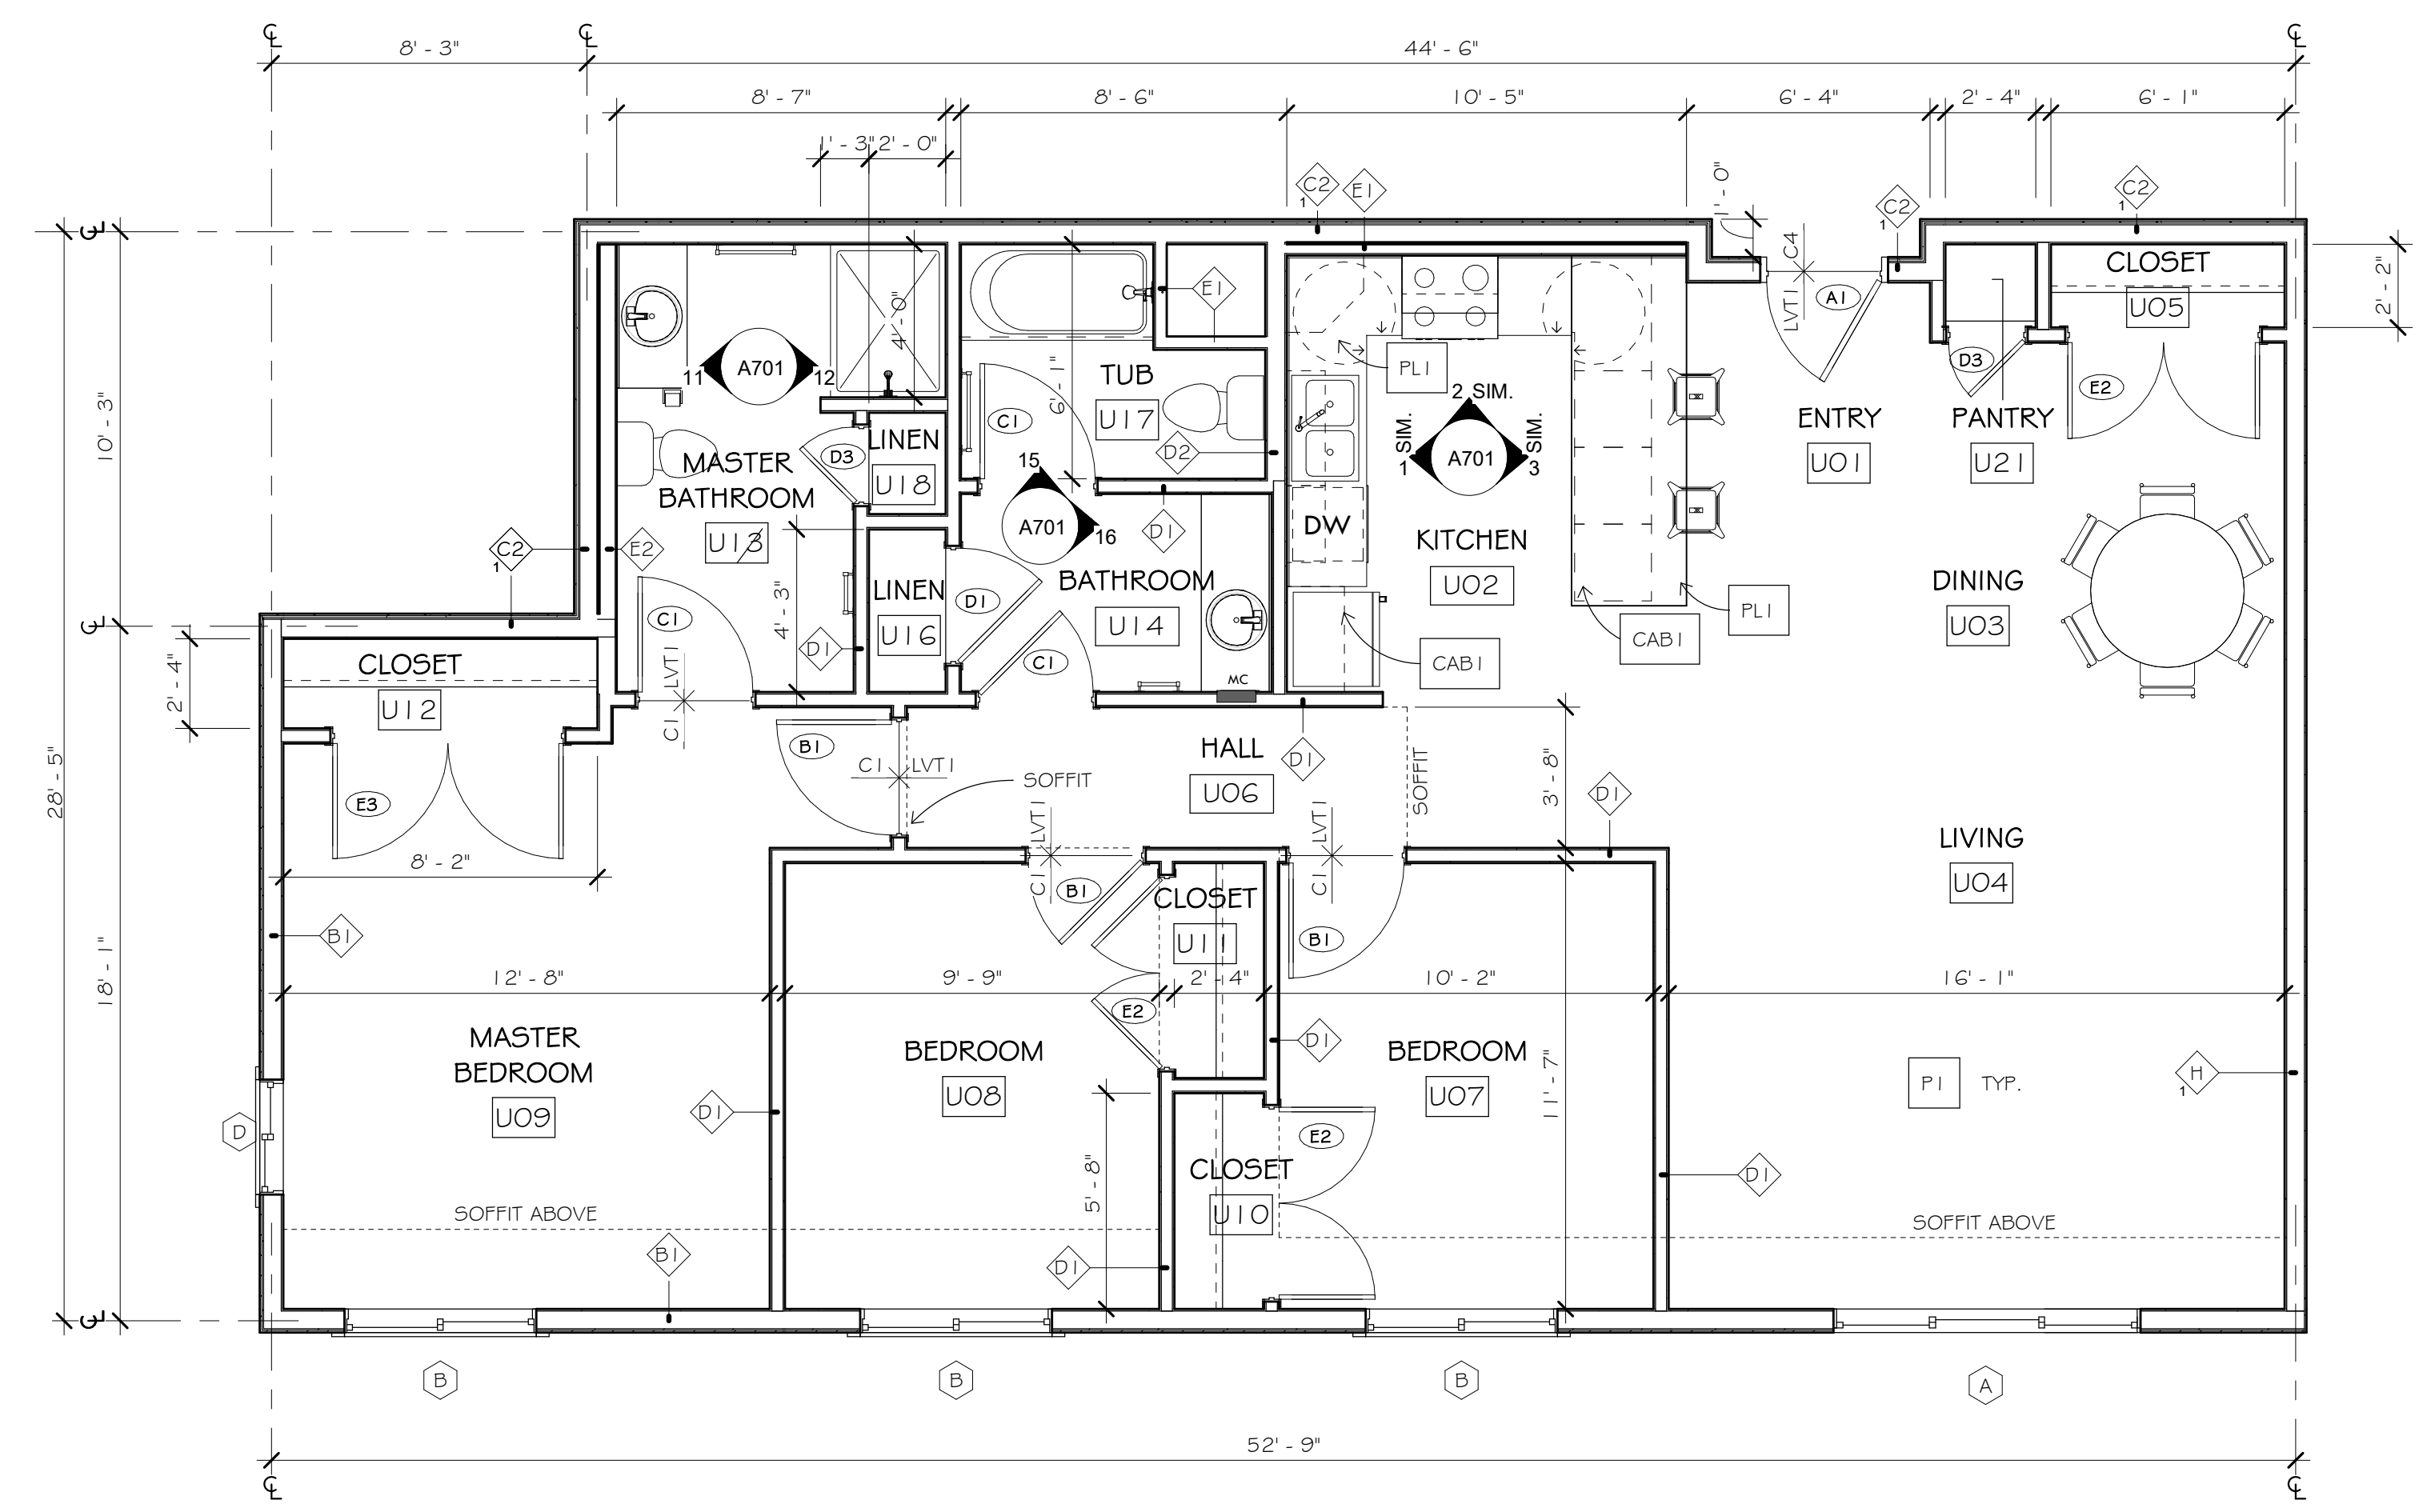 ℄ ℄ ℄
8' - 3" 44' - 6"
8' - 7" 8' - 6" 10' - 5" 6' - 4" 2' - 4" 6' - 1"
1' - 3" 2' - 0"
1' - 0"
C2 1 E1 C2 1 C2 1
℄
28' - 5"
10' - 3"
℄
18' - 1"
℄
2' - 4"
2' - 2"
C4
LVT1
A1
CLOSET
U05
E1
4' - 0"
6' - 1"
11 A701 12
TUB
U17
C1
D2
PL1
2 SIM.
1 SIM. A701 3 SIM.
D3
E2
ENTRY
U01
PANTRY
U21
LINEN
U18
D3
MASTER
BATHROOM
U13
C2 1
E2
15
A701
16
D1
DW
KITCHEN
U02
DINING
U03
LINEN
U16
D1
BATHROOM
U14
4' - 3"
C1
D1
C1
MC
CAB1
CAB1
PL1
CLOSET
U12
C1 LVT1
E3
8' - 2"
B1
C1 LVT1
SOFFIT
HALL
U06
D1
SOFFIT
3' - 8"
D1
LIVING
U04
C1 LVT1
C1 LVT1
B1
CLOSET
U11
B1
B1
12' - 8" 9' - 9" 2' - 4" 10' - 2" 16' - 1"
E2
MASTER
BEDROOM
U09
BEDROOM
U08
D1
BEDROOM
U07
11' - 7"
P1 TYP.
H 1
D
D1
5' - 8"
E2
CLOSET
U10
D1
SOFFIT ABOVE
SOFFIT ABOVE
B1
D1
B B B A
52' - 9"
℄ ℄